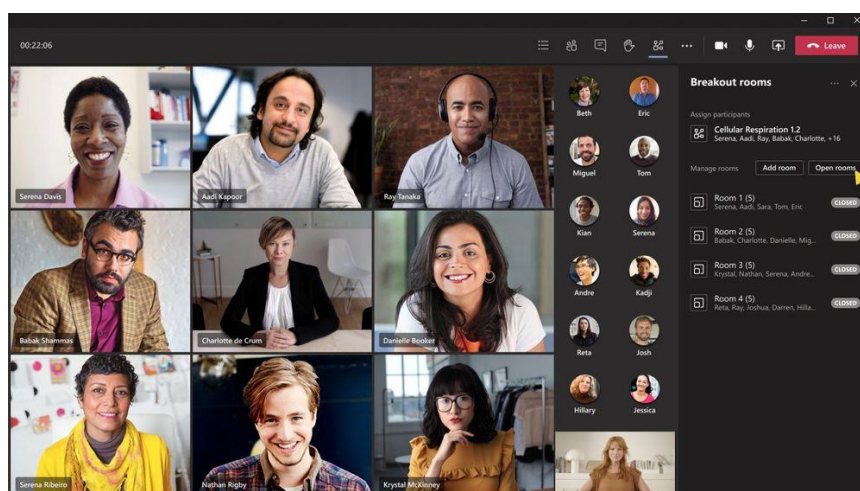 00:22:06
Leave
Serena Davis
Aadi Kapoor
Ray Tanaka
Babak Shammas
Charlotte de Crum
Danielle Booker
Serena Ribeiro
Nathan Rigby
Krystal McKinney
Beth
Eric
Miguel
Tom
Kian
Serena
Andre
Kadji
Reta
Josh
Hillary
Jessica
Breakout rooms
Assign participants
Cellular Respiration 1.2
Serena, Aadi, Ray, Babak, Charlotte, +16
Manage rooms
Add room
Open rooms
Room 1 (5)
Serena, Aadi, Sara, Tom, Eric
CLOSED
Room 2 (5)
Babak, Charlotte, Danielle, Mig...
CLOSED
Room 3 (5)
Krystal, Nathan, Serena, Andre...
CLOSED
Room 4 (5)
Reta, Ray, Joshua, Darren, Hilla...
CLOSED